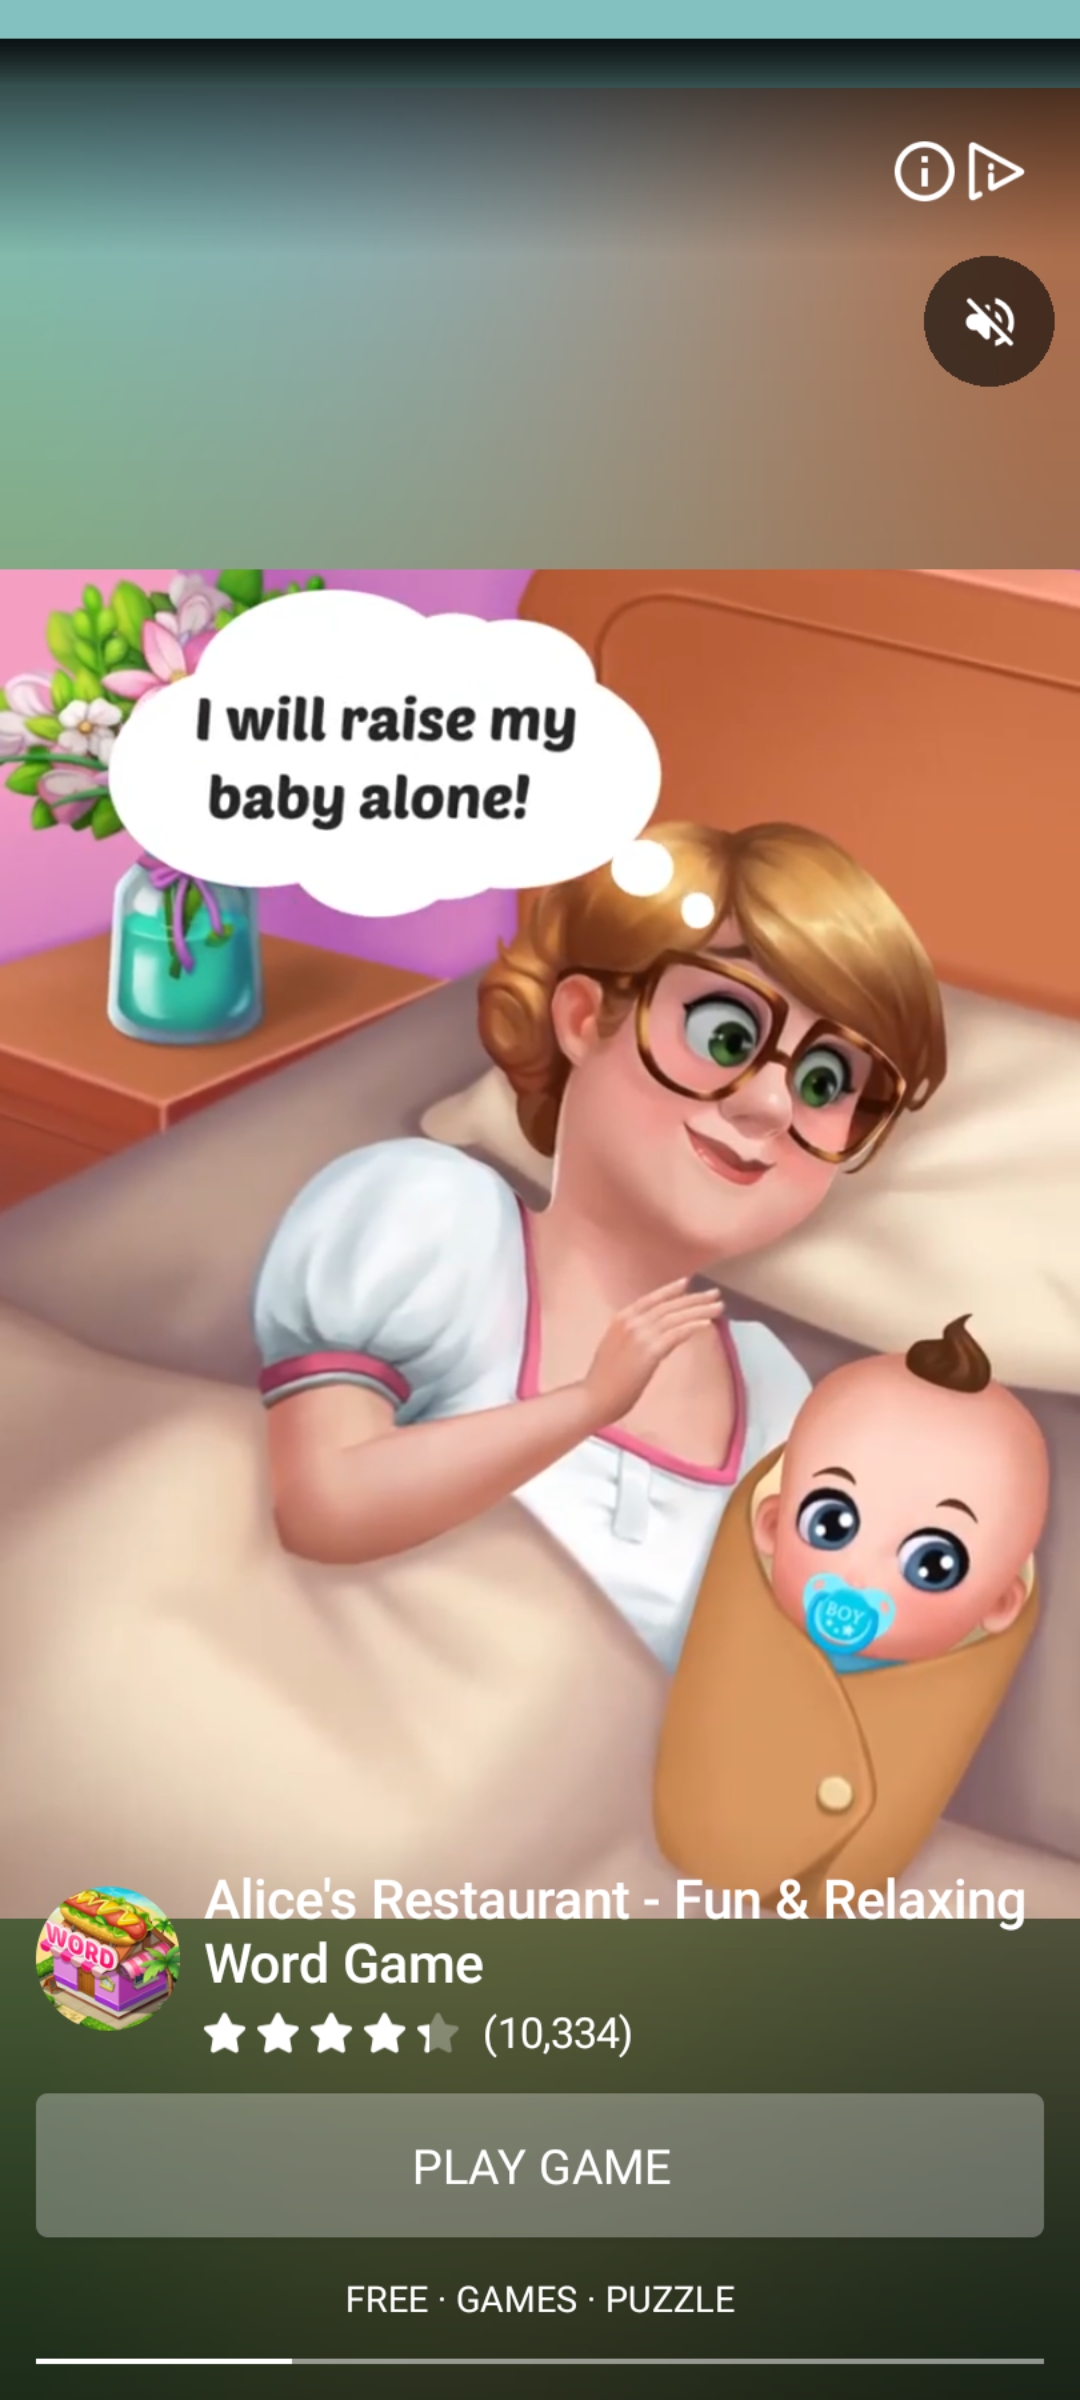 I will raise my
baby alone!
BOY
WORD
Alice's Restaurant - Fun & Relaxing
Word Game
(10,334)
PLAY GAME
FREE · GAMES · PUZZLE